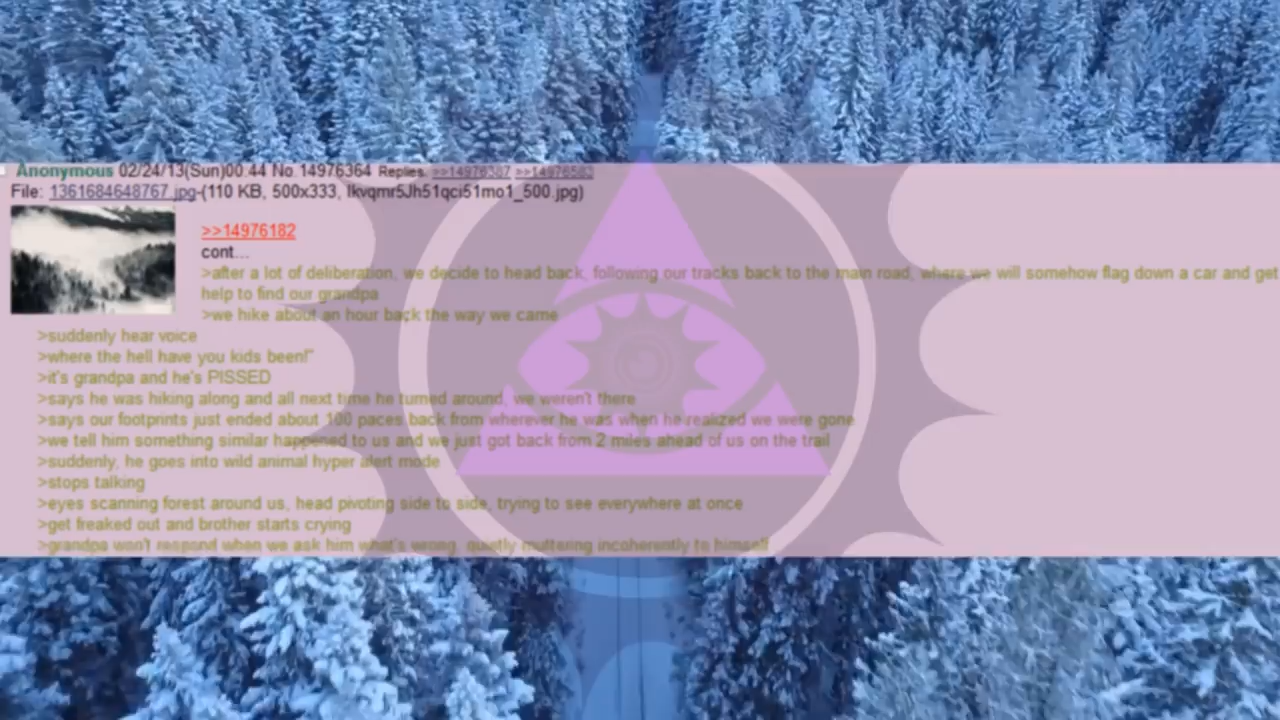 Anonymous 02/24/13(Sun)00:44 No.14976364 Replies: >>14976387 >>14976583
File: 1361684648767.jpg-(110 KB, 500x333, lkvqmr5Jh51qci51mo1_500.jpg)
>>14976182
cont...
>after a lot of deliberation, we decide to head back, following our tracks back to the main road, where we will somehow flag down a car and get
help to find our grandpa
>we hike about an hour back the way we came
>suddenly hear voice
>where the hell have you kids been!"
>it's grandpa and he's PISSED
>says he was hiking along and all next time he turned around, we weren't there
>says our footprints just ended about 100 paces back from wherever he was when he realized we were gone
>we tell him something similar happened to us and we just got back from 2 miles ahead of us on the trail
>suddenly, he goes into wild animal hyper alert mode
>stops talking
>eyes scanning forest around us, head pivoting side to side, trying to see everywhere at once
>get freaked out and brother starts crying
>grandpa won't respond when we ask him what's wrong, quietly muttering incoherently to himself